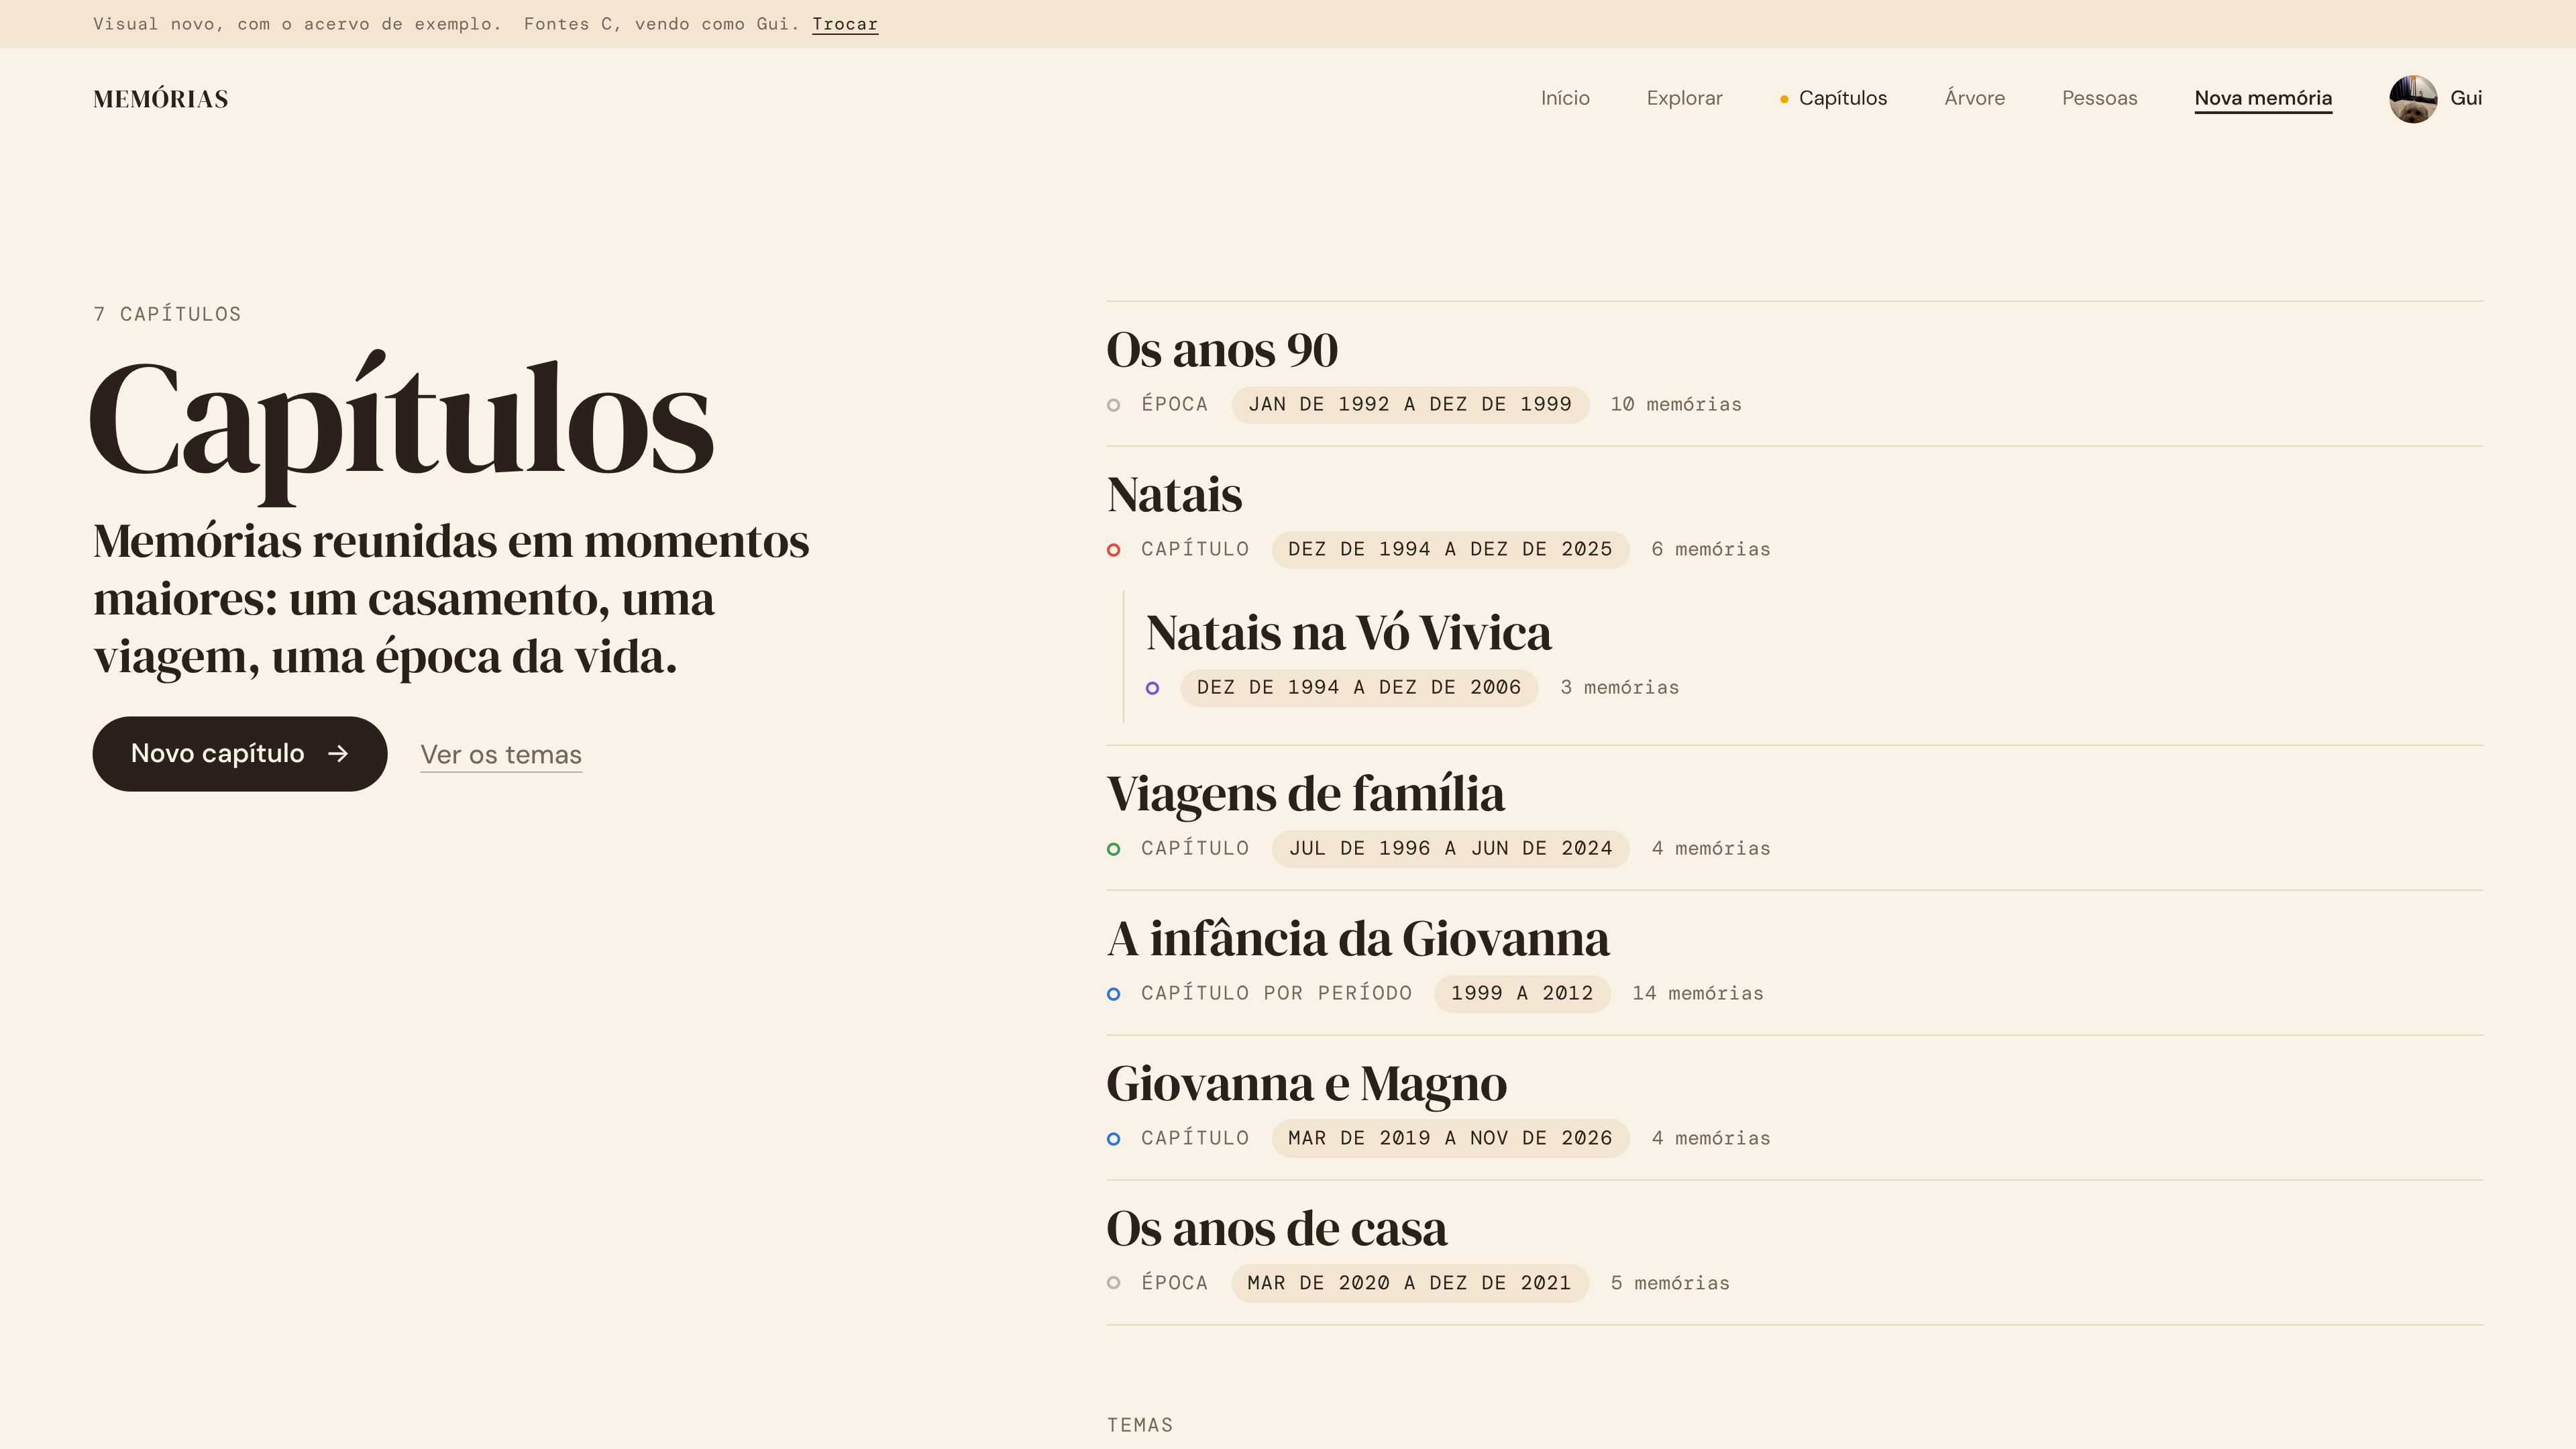 Visual novo, com o acervo de exemplo. Fontes C, vendo como Gui. Trocar
MEMÓRIAS
Início
Explorar
Capítulos
Árvore
Pessoas
Nova memória
Gui
7 CAPÍTULOS
Capítulos
Memórias reunidas em momentos
maiores: um casamento, uma
viagem, uma época da vida.
Novo capítulo →
Ver os temas
Os anos 90
ÉPOCA JAN DE 1992 A DEZ DE 1999 10 memórias
Natais
CAPÍTULO DEZ DE 1994 A DEZ DE 2025 6 memórias
Natais na Vó Vivica
DEZ DE 1994 A DEZ DE 2006 3 memórias
Viagens de família
CAPÍTULO JUL DE 1996 A JUN DE 2024 4 memórias
A infância da Giovanna
CAPÍTULO POR PERÍODO 1999 A 2012 14 memórias
Giovanna e Magno
CAPÍTULO MAR DE 2019 A NOV DE 2026 4 memórias
Os anos de casa
ÉPOCA MAR DE 2020 A DEZ DE 2021 5 memórias
TEMAS